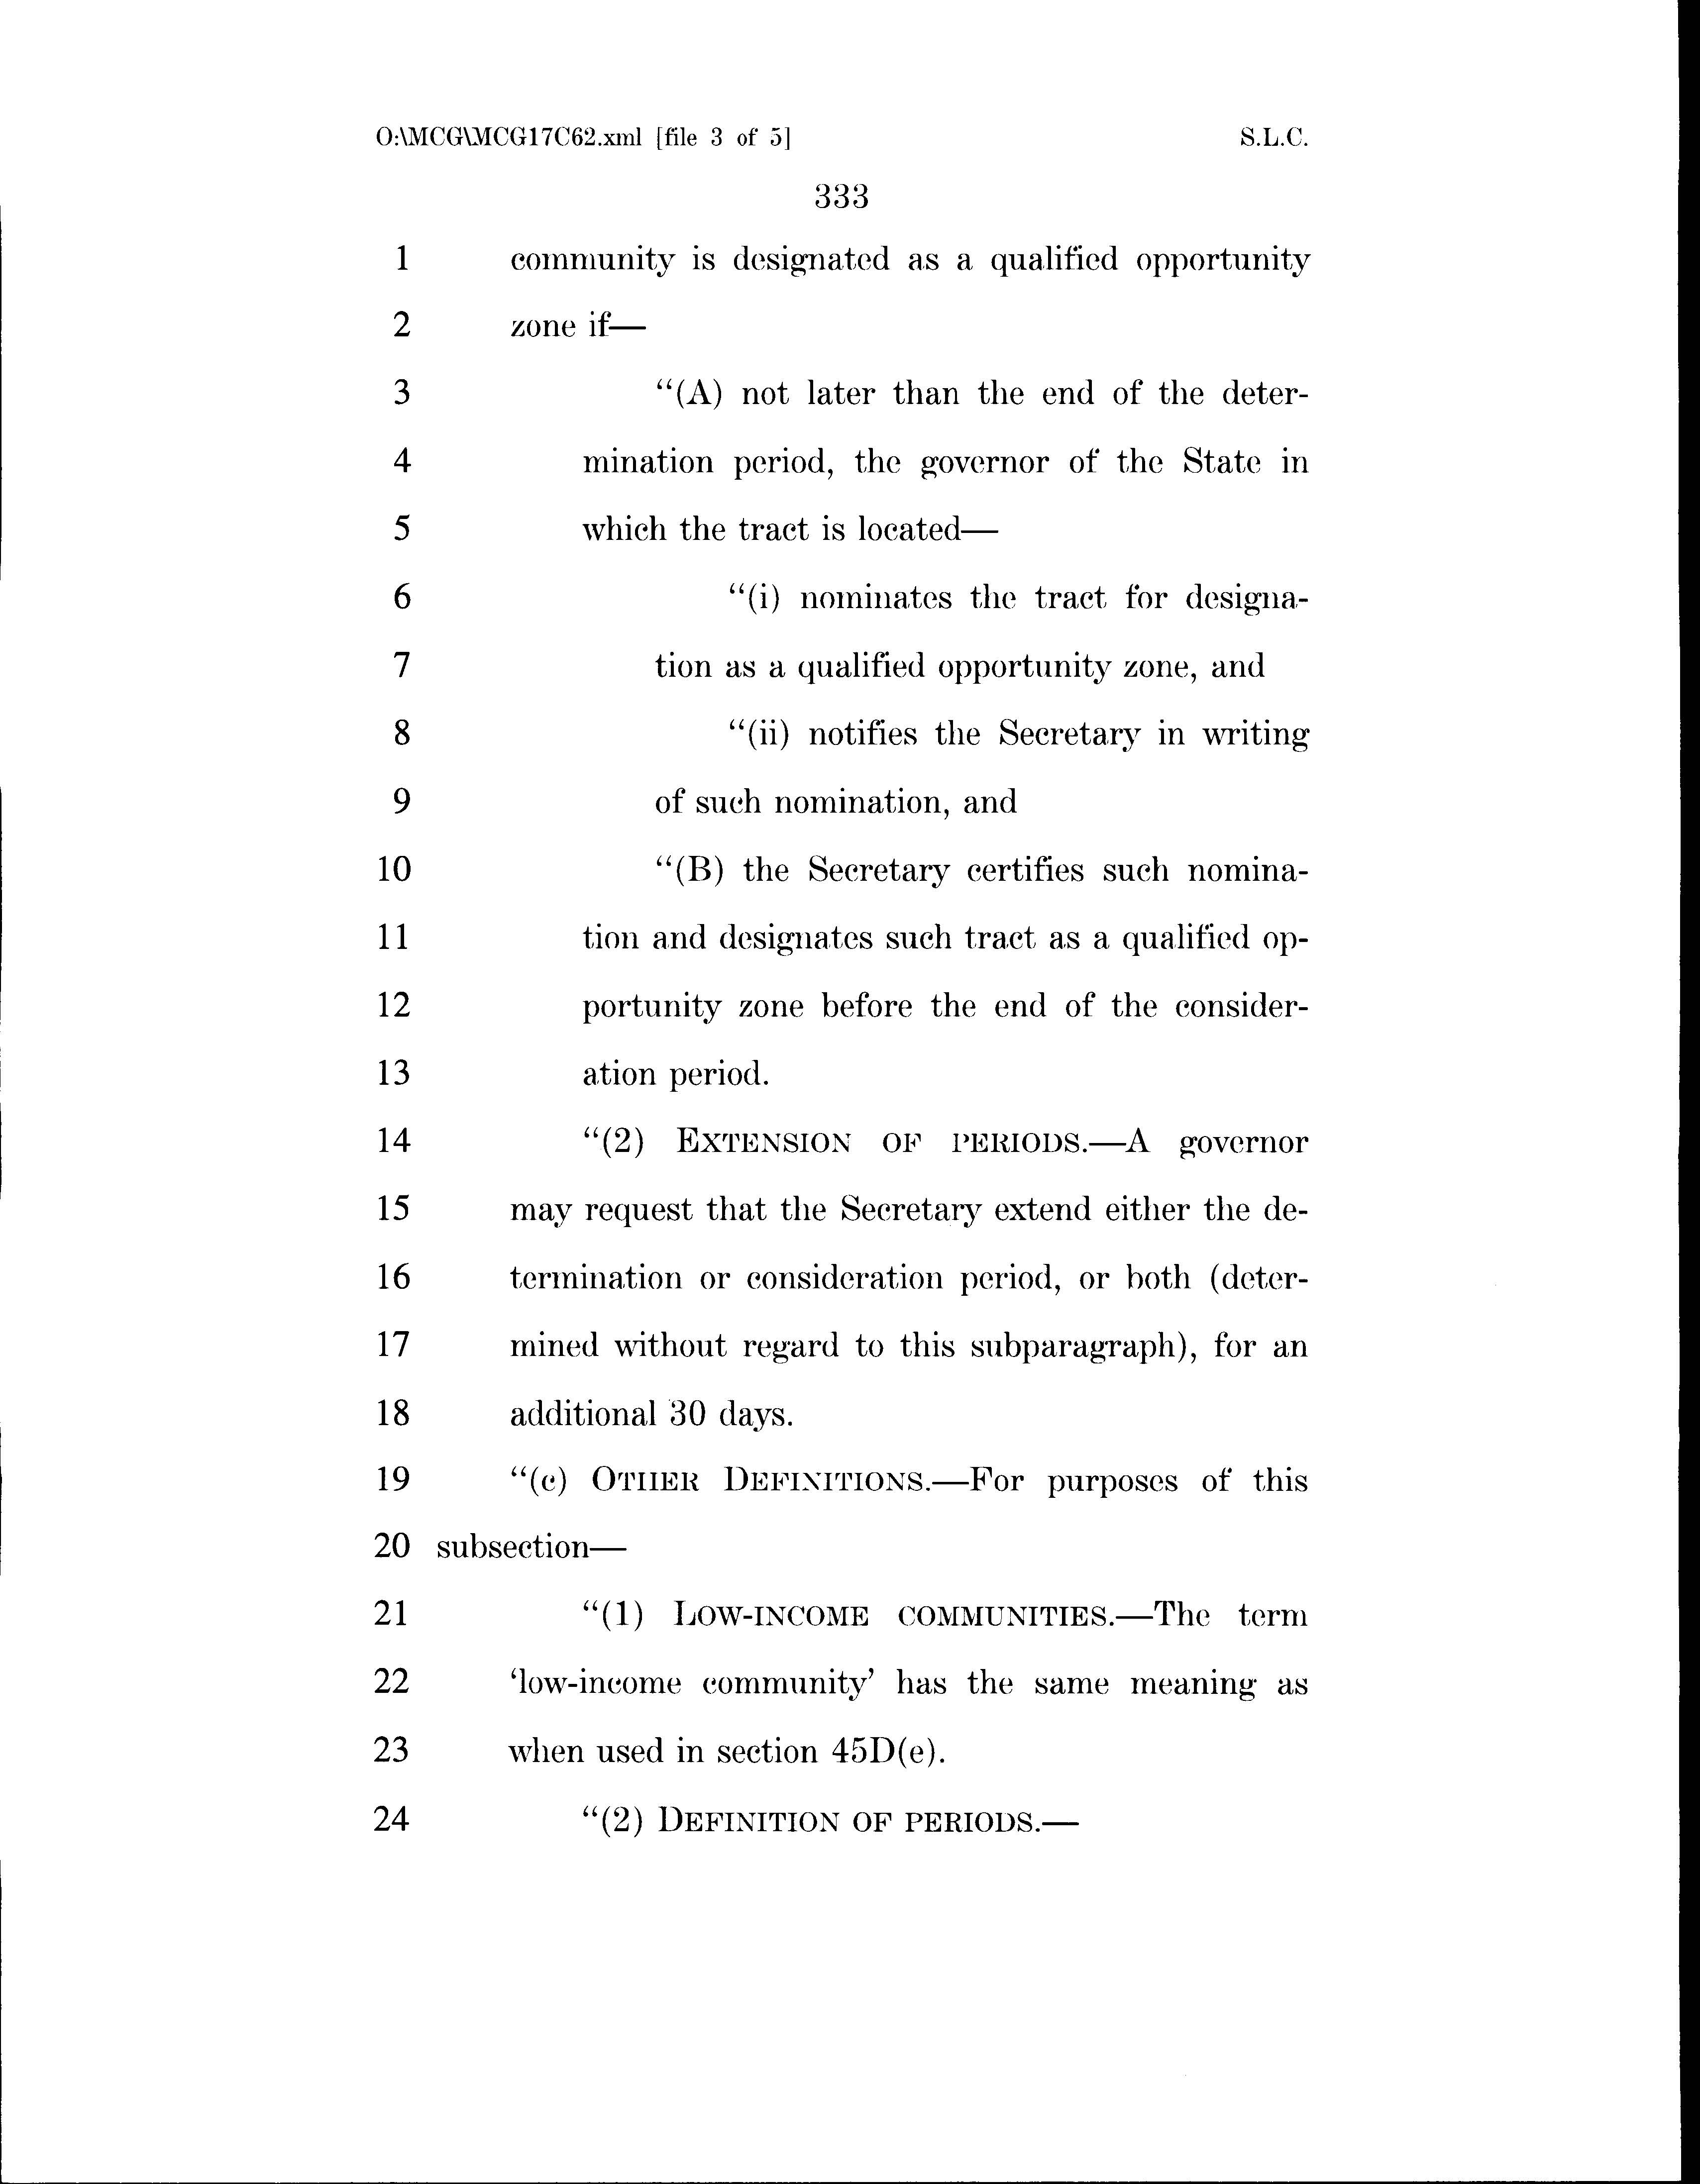 O:\MCG\MCG17C62.xml [file 3 of 5] S.L.C.
333
1 community is designated as a qualified opportunity
2 zone if—
3 “(A) not later than the end of the deter-
4 mination period, the governor of the State in
5 which the tract is located—
6 “(i) nominates the tract for designa-
7 tion as a qualified opportunity zone, and
8 “(ii) notifies the Secretary in writing
9 of such nomination, and
10 “(B) the Secretary certifies such nomina-
11 tion and designates such tract as a qualified op-
12 portunity zone before the end of the consider-
13 ation period.
14 “(2) EXTENSION OF PERIODS.—A governor
15 may request that the Secretary extend either the de-
16 termination or consideration period, or both (deter-
17 mined without regard to this subparagraph), for an
18 additional 30 days.
19 “(c) OTHER DEFINITIONS.—For purposes of this
20 subsection—
21 “(1) LOW-INCOME COMMUNITIES.—The term
22 ‘low-income community’ has the same meaning as
23 when used in section 45D(e).
24 “(2) DEFINITION OF PERIODS.—